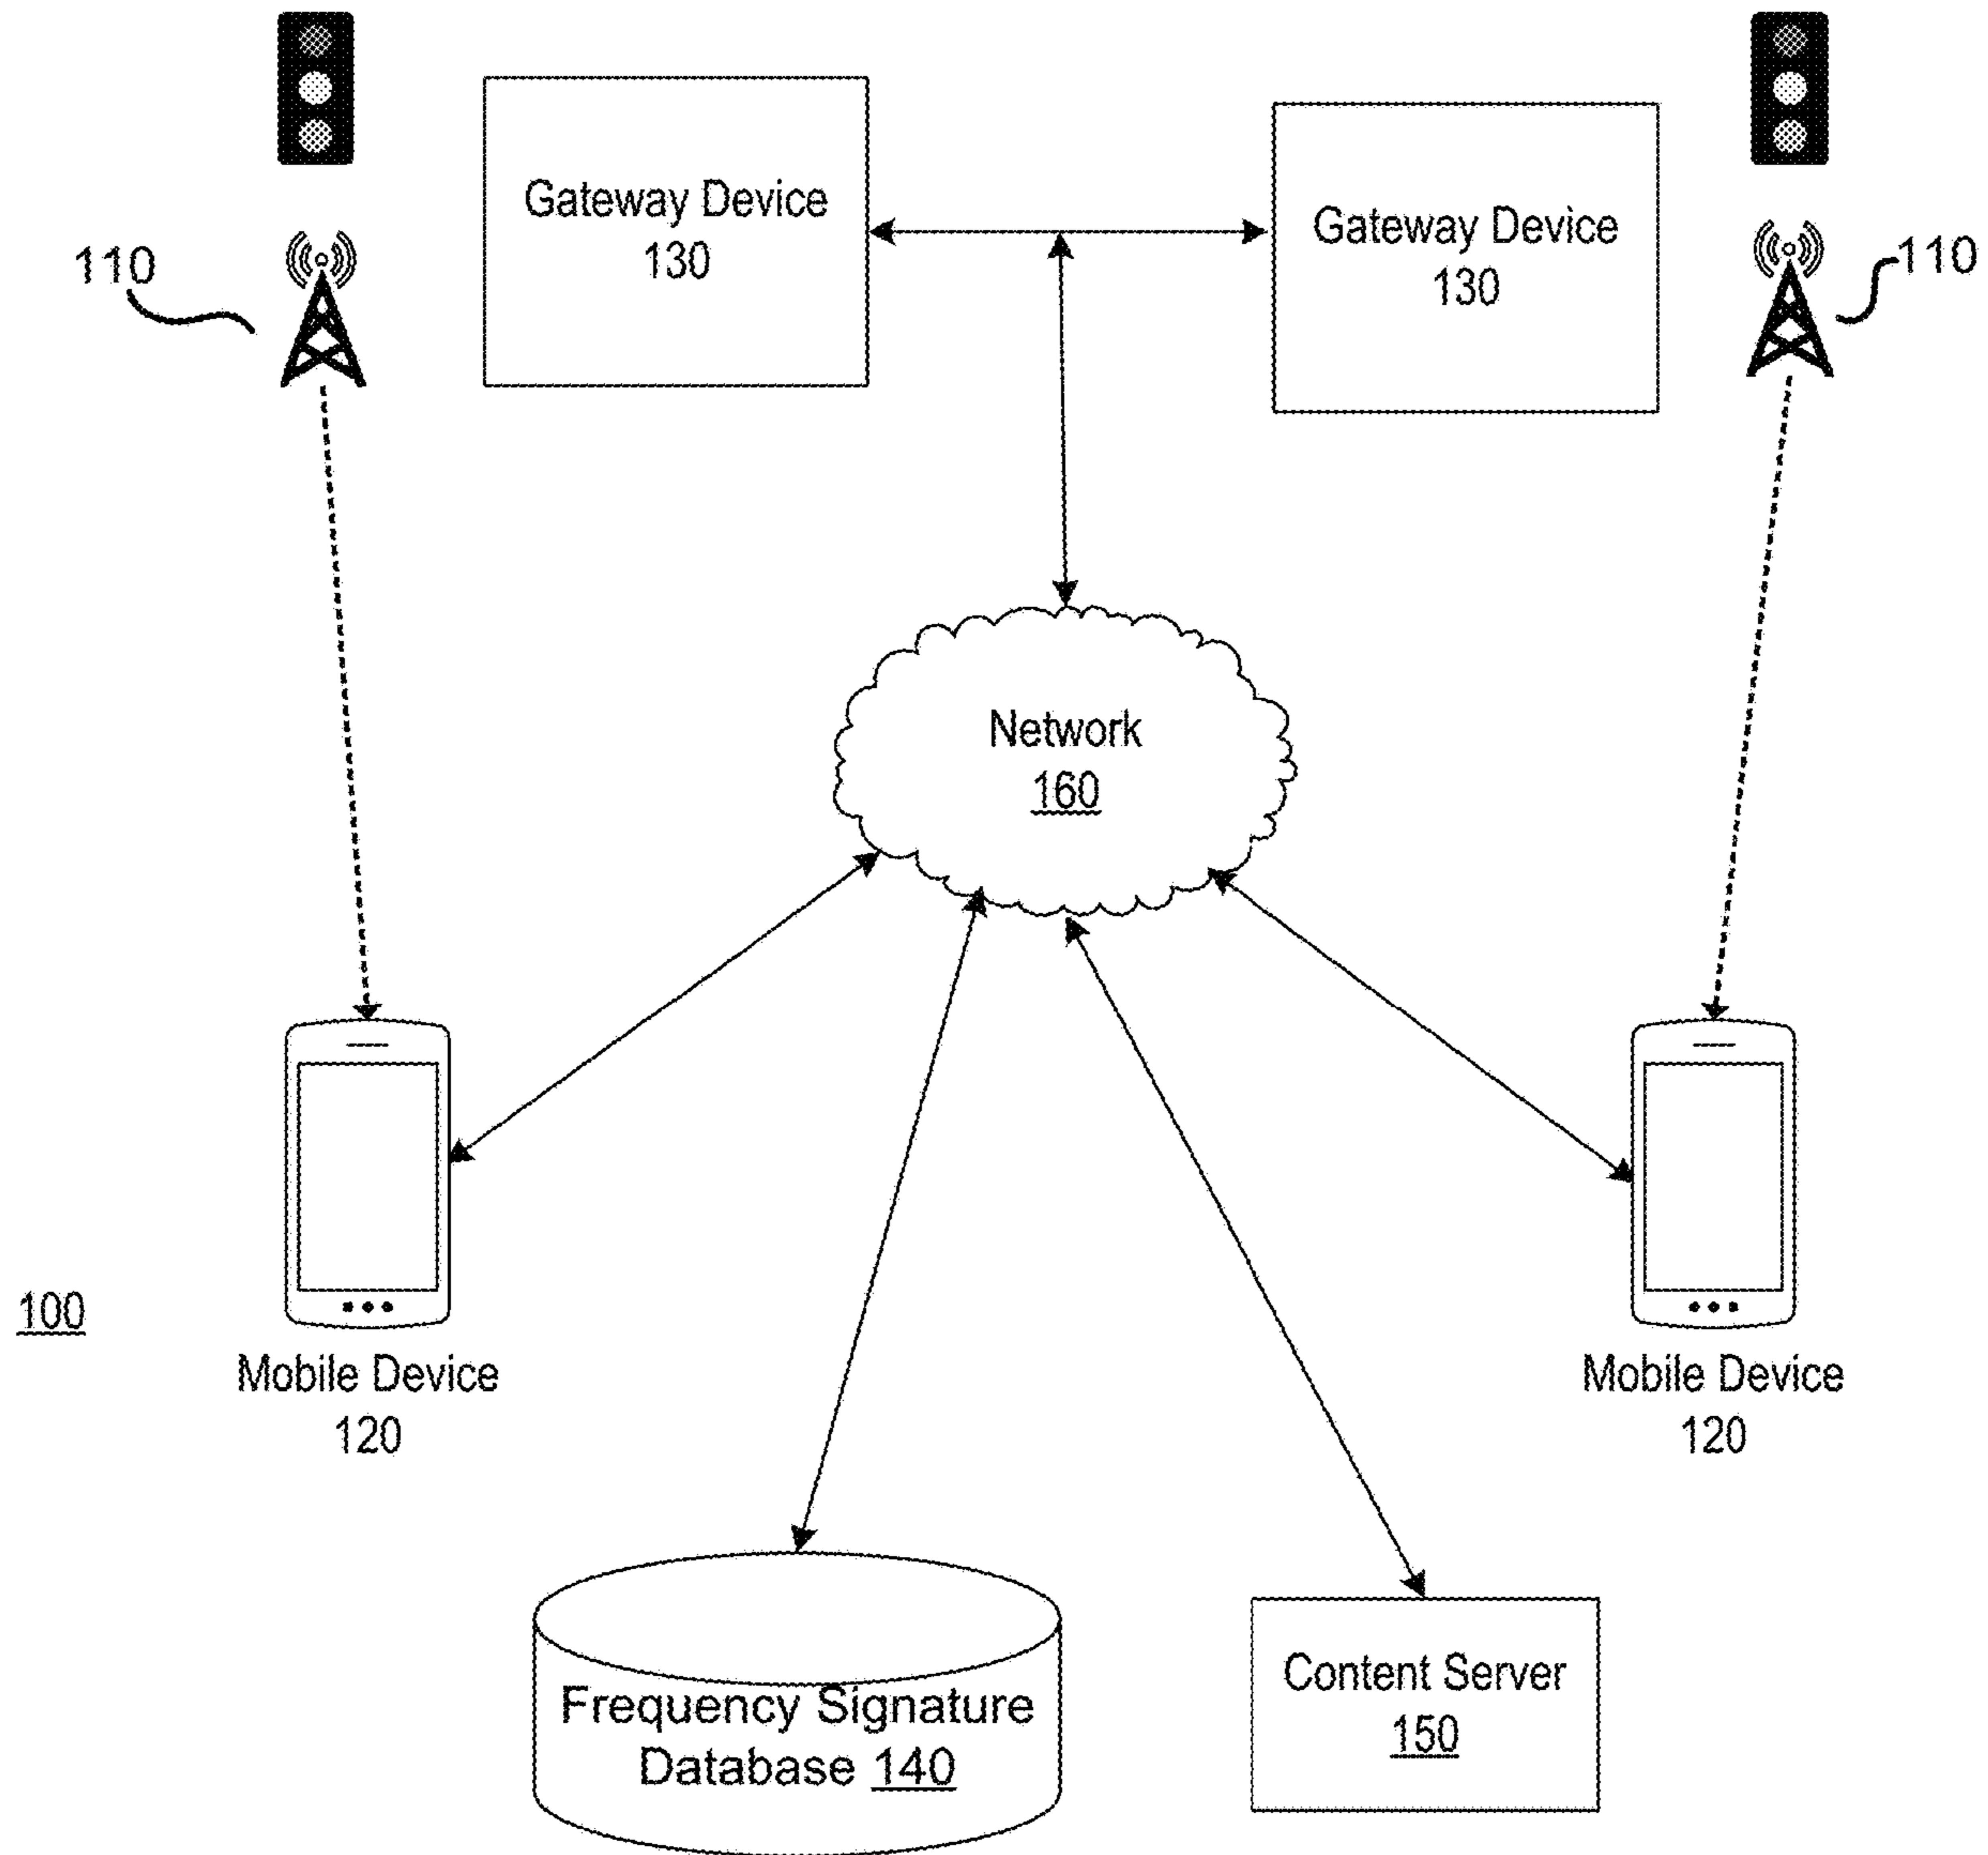 Gateway Device
130
Gateway Device
130
110
110
Network
160
100
Mobile Device
120
Mobile Device
120
Frequency Signature
Database 140
Content Server
150